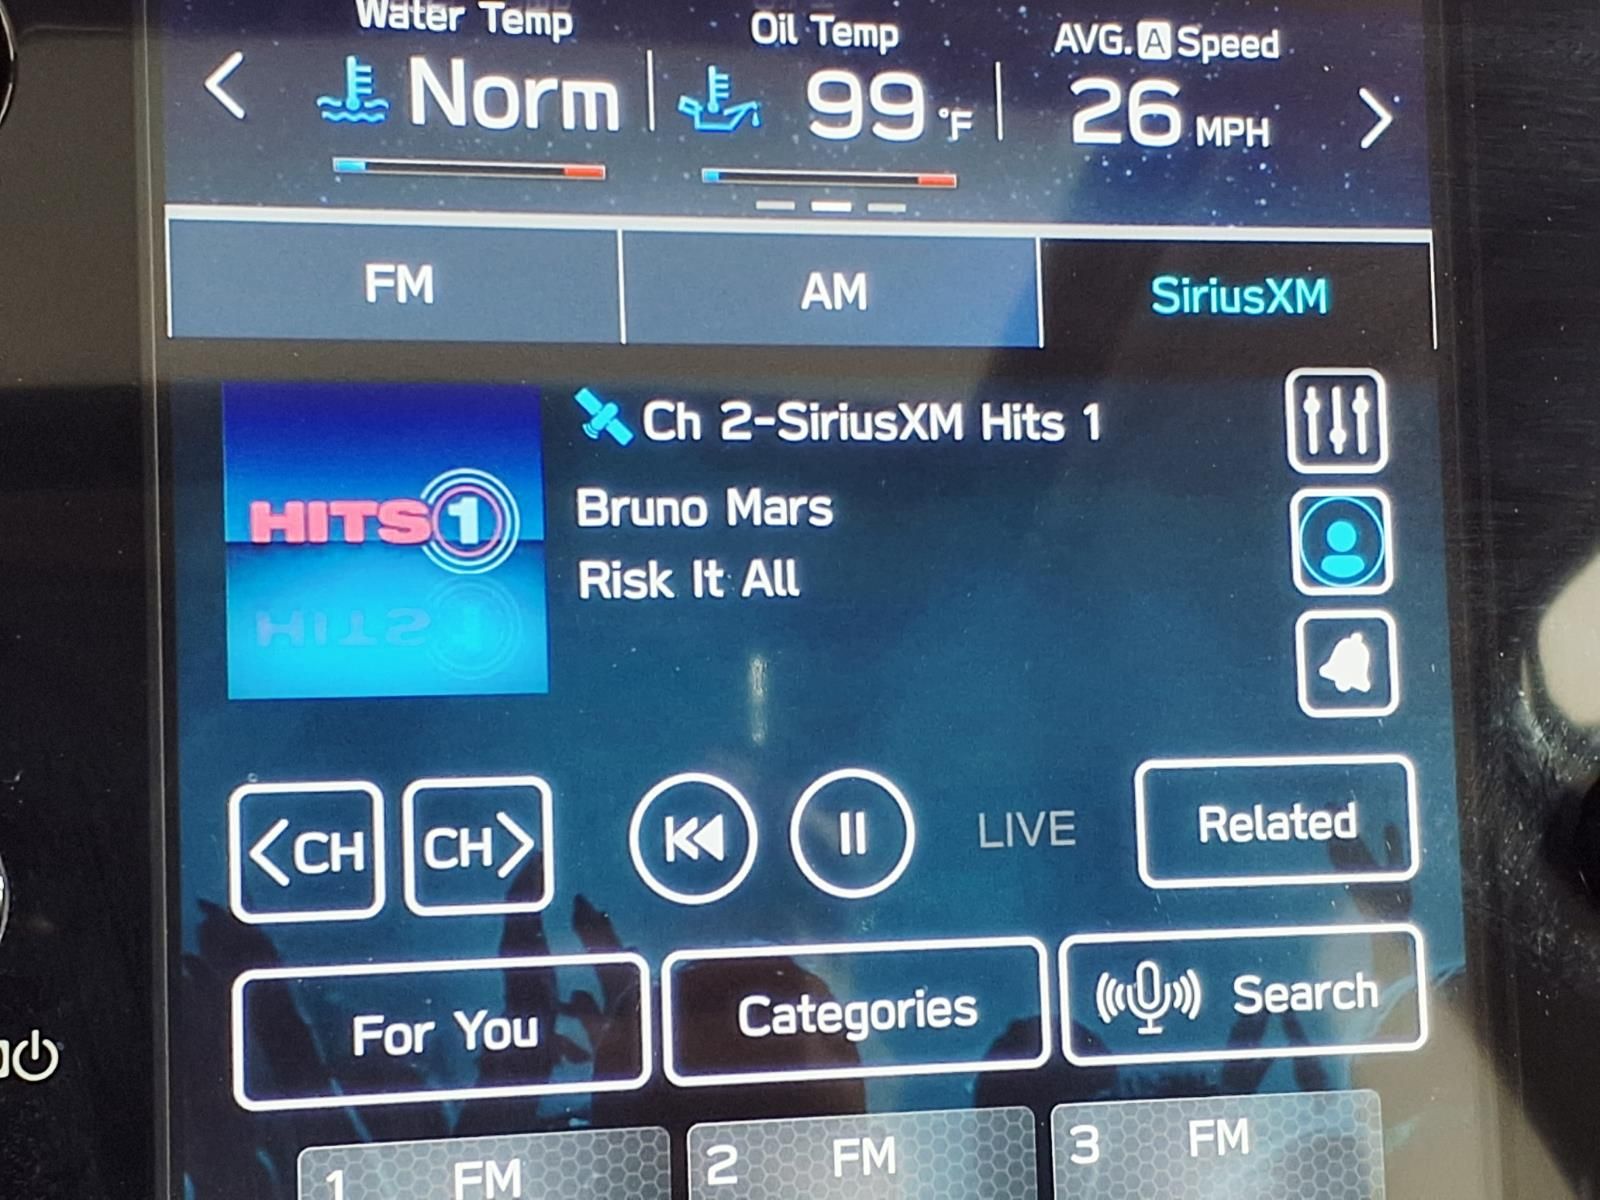 Water Temp
Norm
Oil Temp
99 °F
AVG. A Speed
26 MPH
FM
AM
SiriusXM
HITS 1
Ch 2-SiriusXM Hits 1
Bruno Mars
Risk It All
CH
CH
LIVE
Related
For You
Categories
Search
1 FM
2 FM
3 FM